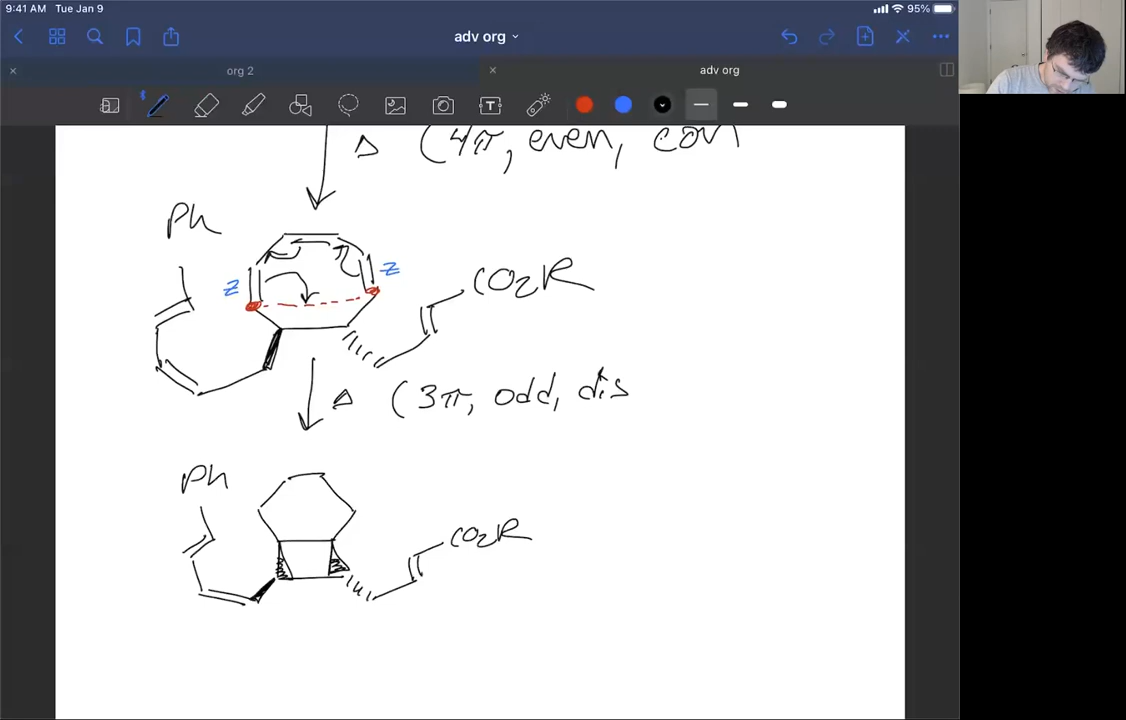 9:41 AM Tue Jan 9
95%
adv org
org 2
adv org
T
Δ (4π, even, con
Ph
Z
Z
CO2R
Δ (3π, odd, dis
Ph
CO2R